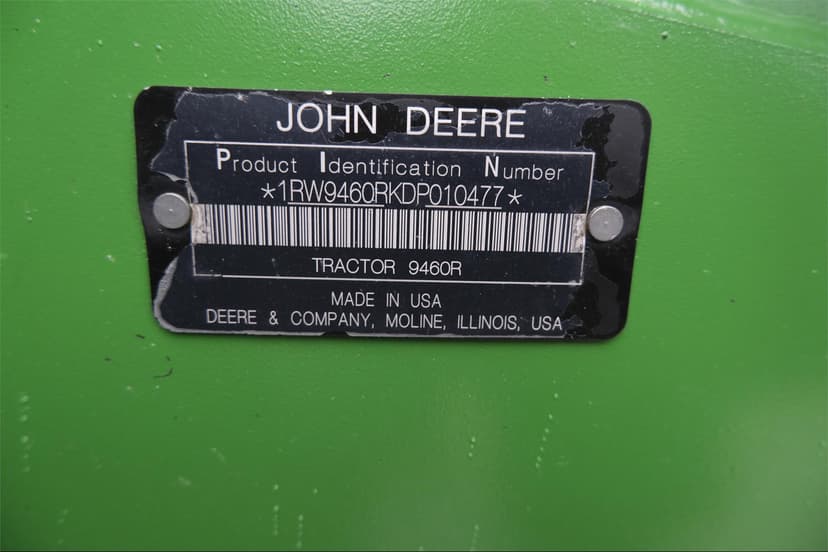 JOHN DEERE
Product Identification Number
*1RW9460RKDP010477*
TRACTOR 9460R
MADE IN USA
DEERE & COMPANY, MOLINE, ILLINOIS, USA